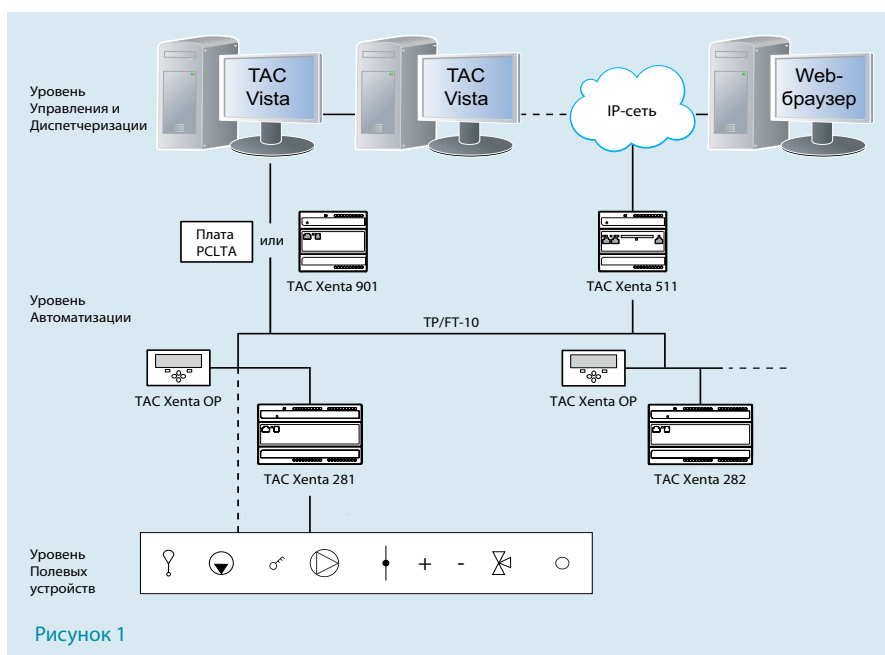 Уровень
Управления и
Диспетчеризации
TAC
Vista
TAC
Vista
IP-сеть
Web-
браузер
Плата
PCLTA
или
TAC Xenta 901
TAC Xenta 511
Уровень
Автоматизации
TP/FT-10
TAC Xenta OP
TAC Xenta OP
TAC Xenta 281
TAC Xenta 282
Уровень
Полевых
устройств
+ -
Рисунок 1